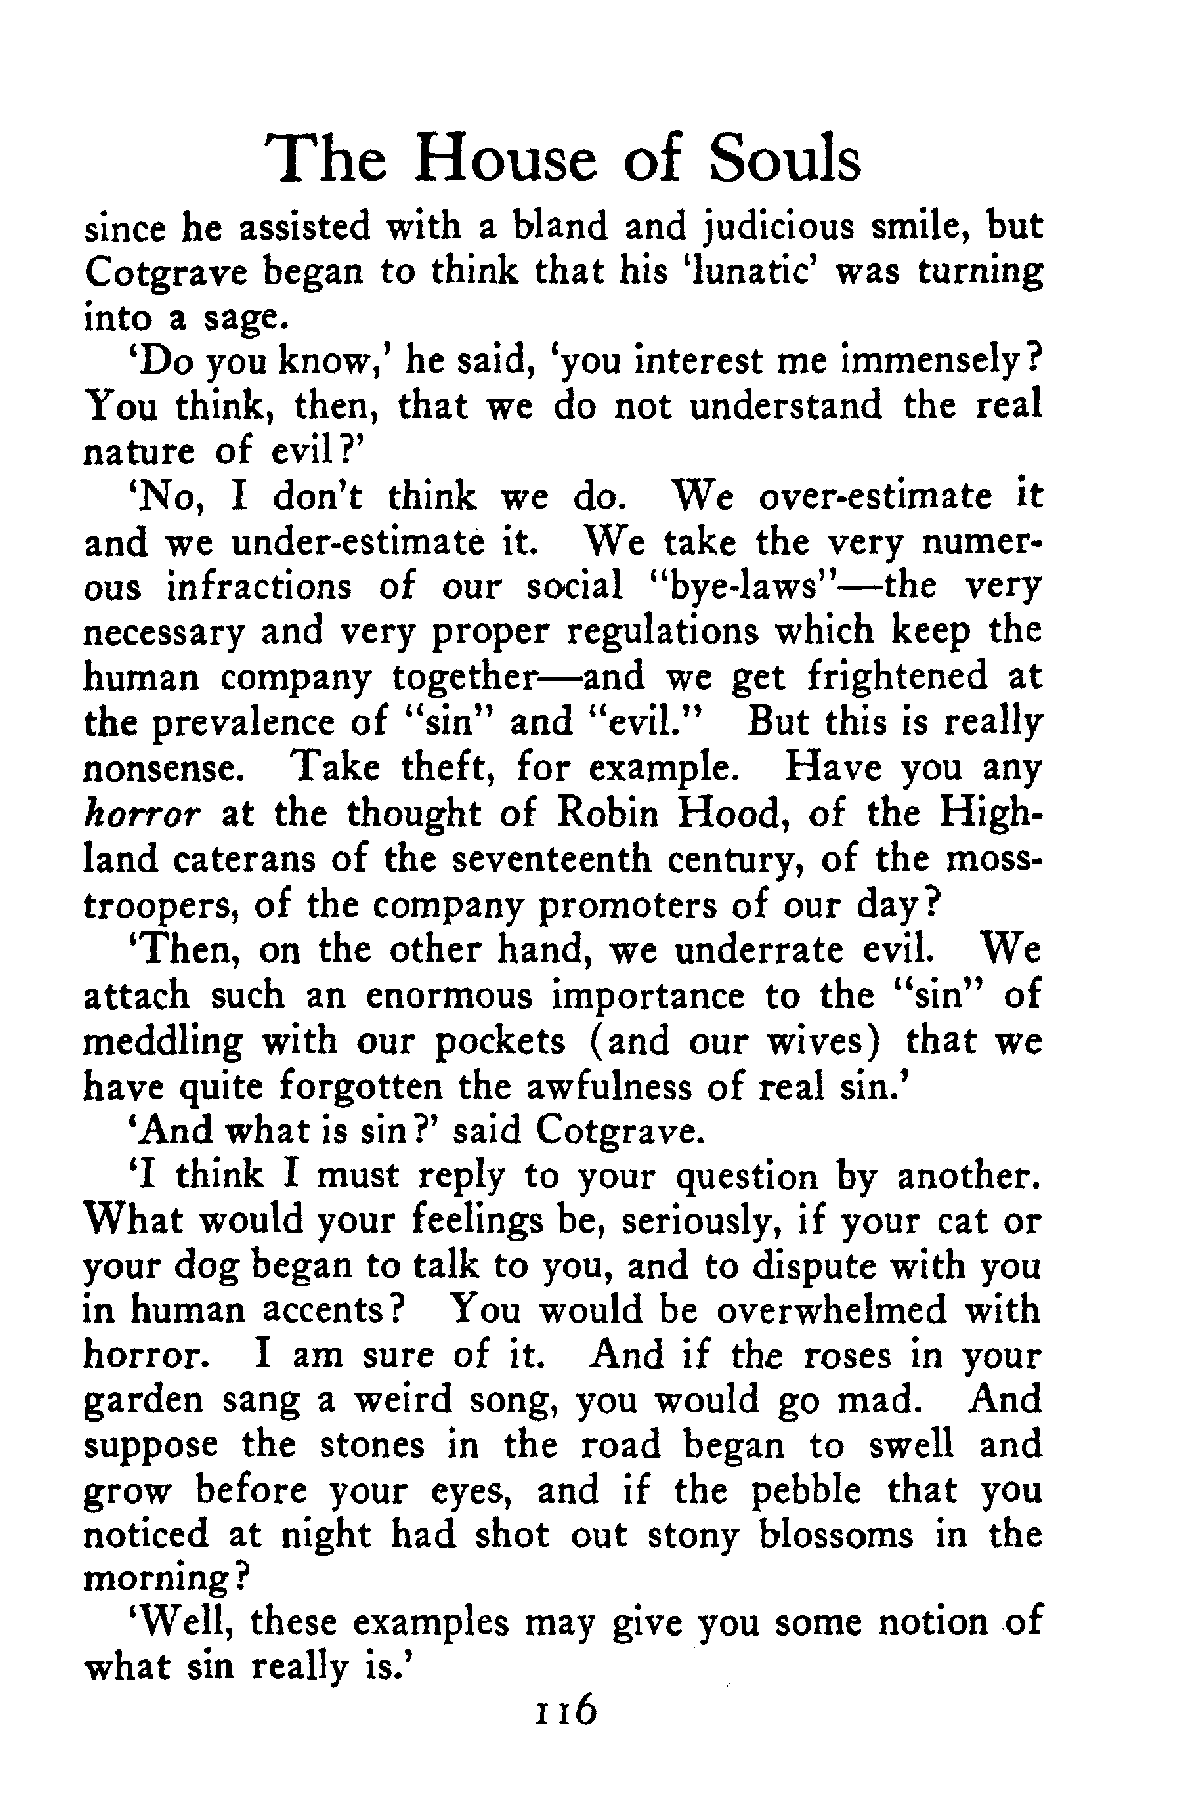 The House of Souls
since he assisted with a bland and judicious smile, but
Cotgrave began to think that his ‘lunatic’ was turning
into a sage.
‘Do you know,’ he said, ‘you interest me immensely?
You think, then, that we do not understand the real
nature of evil?’
‘No, I don’t think we do. We over-estimate it
and we under-estimate it. We take the very numer-
ous infractions of our social “bye-laws”—the very
necessary and very proper regulations which keep the
human company together—and we get frightened at
the prevalence of “sin” and “evil.” But this is really
nonsense. Take theft, for example. Have you any
horror at the thought of Robin Hood, of the High-
land caterans of the seventeenth century, of the moss-
troopers, of the company promoters of our day?
‘Then, on the other hand, we underrate evil. We
attach such an enormous importance to the “sin” of
meddling with our pockets (and our wives) that we
have quite forgotten the awfulness of real sin.’
‘And what is sin?’ said Cotgrave.
‘I think I must reply to your question by another.
What would your feelings be, seriously, if your cat or
your dog began to talk to you, and to dispute with you
in human accents? You would be overwhelmed with
horror. I am sure of it. And if the roses in your
garden sang a weird song, you would go mad. And
suppose the stones in the road began to swell and
grow before your eyes, and if the pebble that you
noticed at night had shot out stony blossoms in the
morning?
‘Well, these examples may give you some notion of
what sin really is.’
116